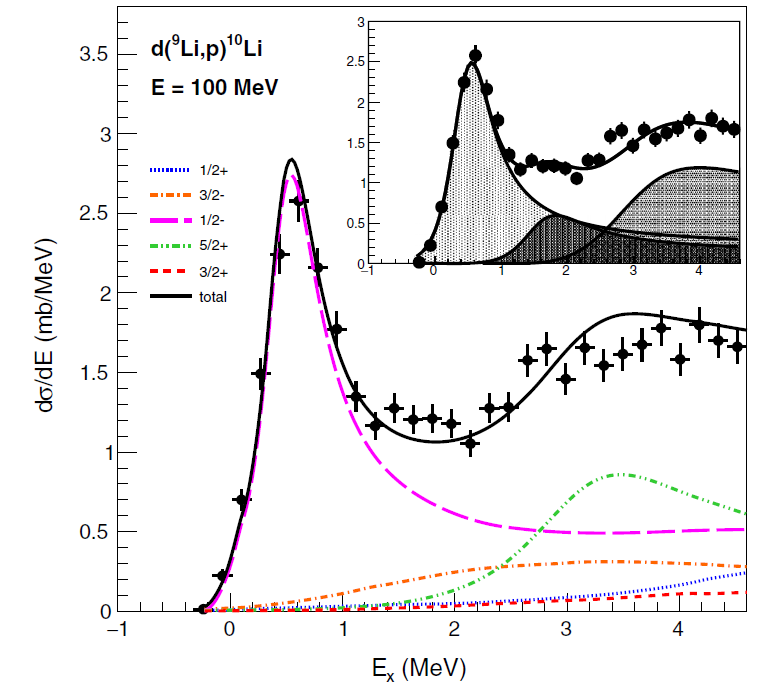 d(⁹Li,p)¹⁰Li
E = 100 MeV
1/2+
3/2-
1/2-
5/2+
3/2+
total
dσ/dE (mb/MeV)
3.5
3
2.5
2
1.5
1
0.5
0
−1 0 1 2 3 4
Eₓ (MeV)
3
2.5
2
1.5
1
0.5
0
−1 0 1 2 3 4